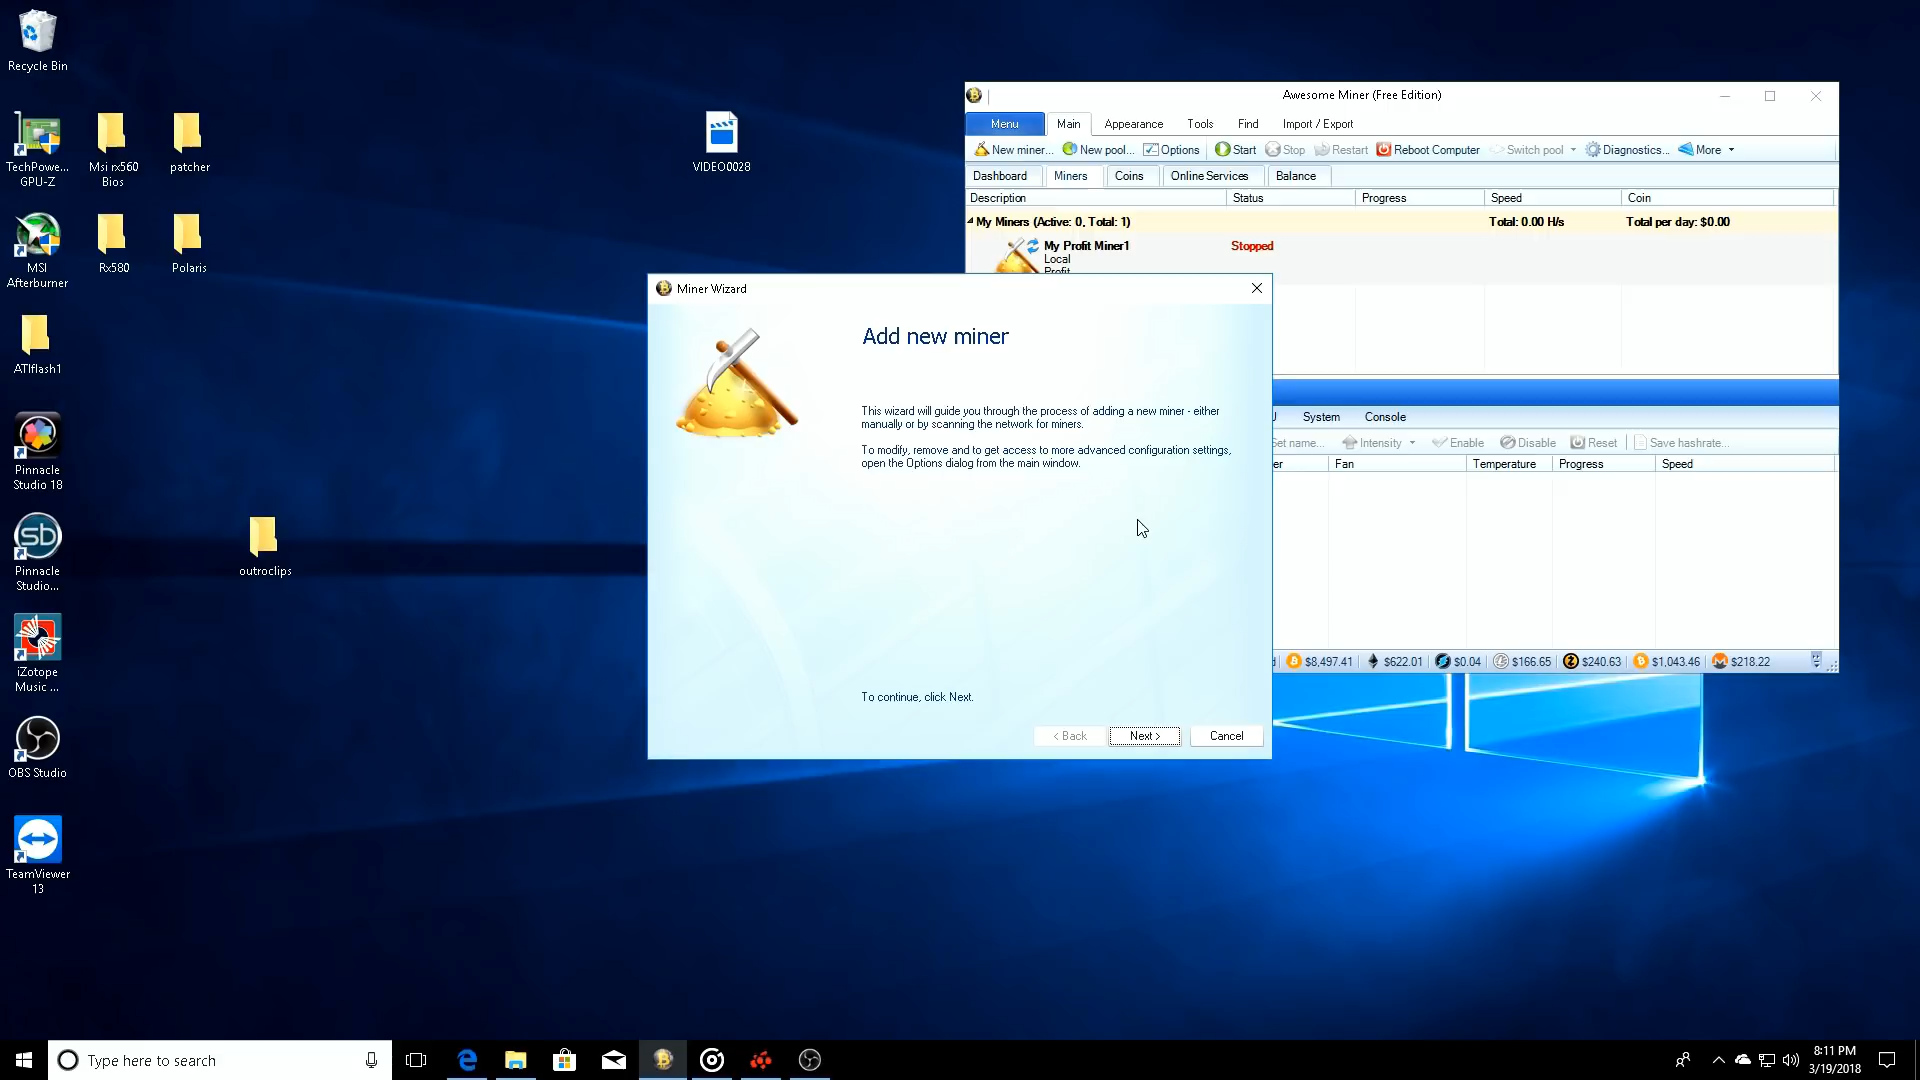 Recycle Bin
TechPowe...
GPU-Z
Msi rx560
Bios
patcher
MSI
Afterburner
Rx580
Polaris
ATIflash1
Pinnacle
Studio 18
Pinnacle
Studio...
iZotope
Music ...
OBS Studio
TeamViewer
13
outroclips
VIDEO0028
Awesome Miner (Free Edition)
Menu Main Appearance Tools Find Import / Export
New miner... New pool... Options Start Stop Restart Reboot Computer Switch pool Diagnostics... More
Dashboard Miners Coins Online Services Balance
Description Status Progress Speed Coin
My Miners (Active: 0, Total: 1) Total: 0.00 H/s Total per day: $0.00
My Profit Miner1 Stopped
Local
Profit
System Console
Set name... Intensity Enable Disable Reset Save hashrate...
Fan Temperature Progress Speed
$8,497.41 $622.01 $0.04 $166.65 $240.63 $1,043.46 $218.22
Miner Wizard
Add new miner
This wizard will guide you through the process of adding a new miner - either
manually or by scanning the network for miners.
To modify, remove and to get access to more advanced configuration settings,
open the Options dialog from the main window.
To continue, click Next.
< Back Next > Cancel
Type here to search
8:11 PM
3/19/2018